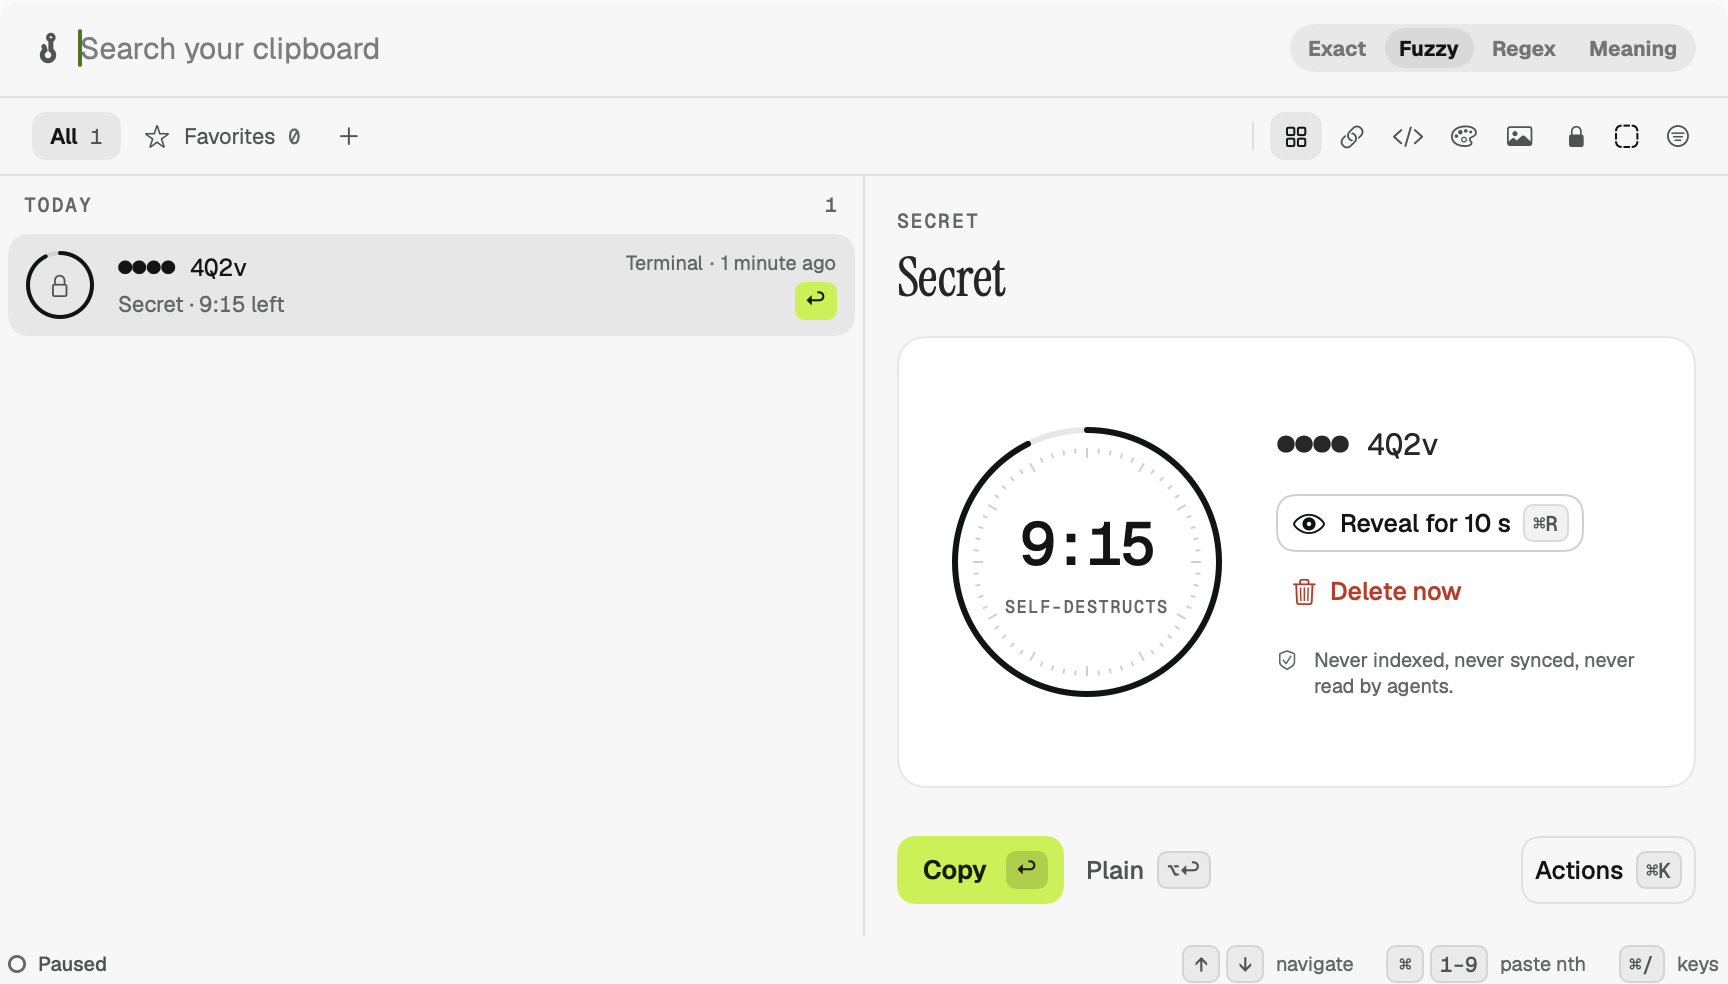 Search your clipboard
Exact Fuzzy Regex Meaning
All 1 Favorites 0
TODAY 1
●●●● 4Q2v
Terminal · 1 minute ago
Secret · 9:15 left
SECRET
Secret
9:15
SELF-DESTRUCTS
●●●● 4Q2v
Reveal for 10 s ⌘R
Delete now
Never indexed, never synced, never
read by agents.
Copy ↩ Plain ⌥↩ Actions ⌘K
Paused
↑ ↓ navigate ⌘ 1-9 paste nth ⌘/ keys